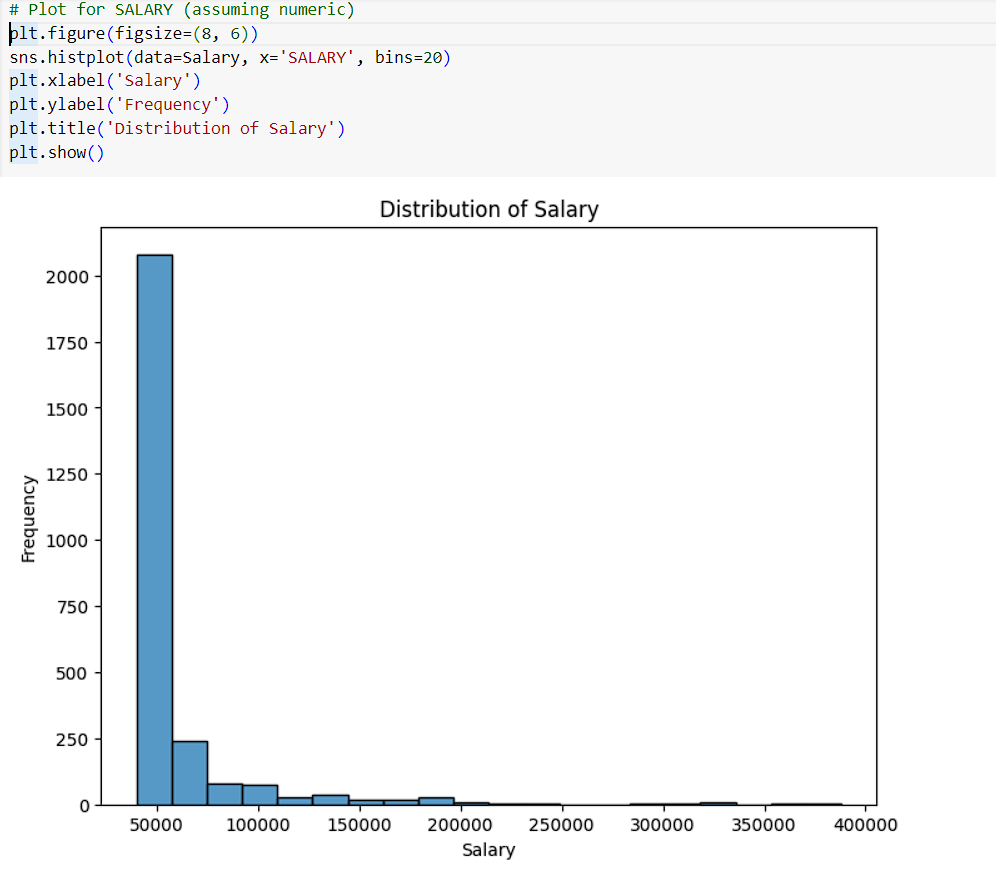 # Plot for SALARY (assuming numeric)
plt.figure(figsize=(8, 6))
sns.histplot(data=Salary, x='SALARY', bins=20)
plt.xlabel('Salary')
plt.ylabel('Frequency')
plt.title('Distribution of Salary')
plt.show()
Distribution of Salary
2000
1750
1500
1250
1000
750
500
250
0
Frequency
50000 100000 150000 200000 250000 300000 350000 400000
Salary